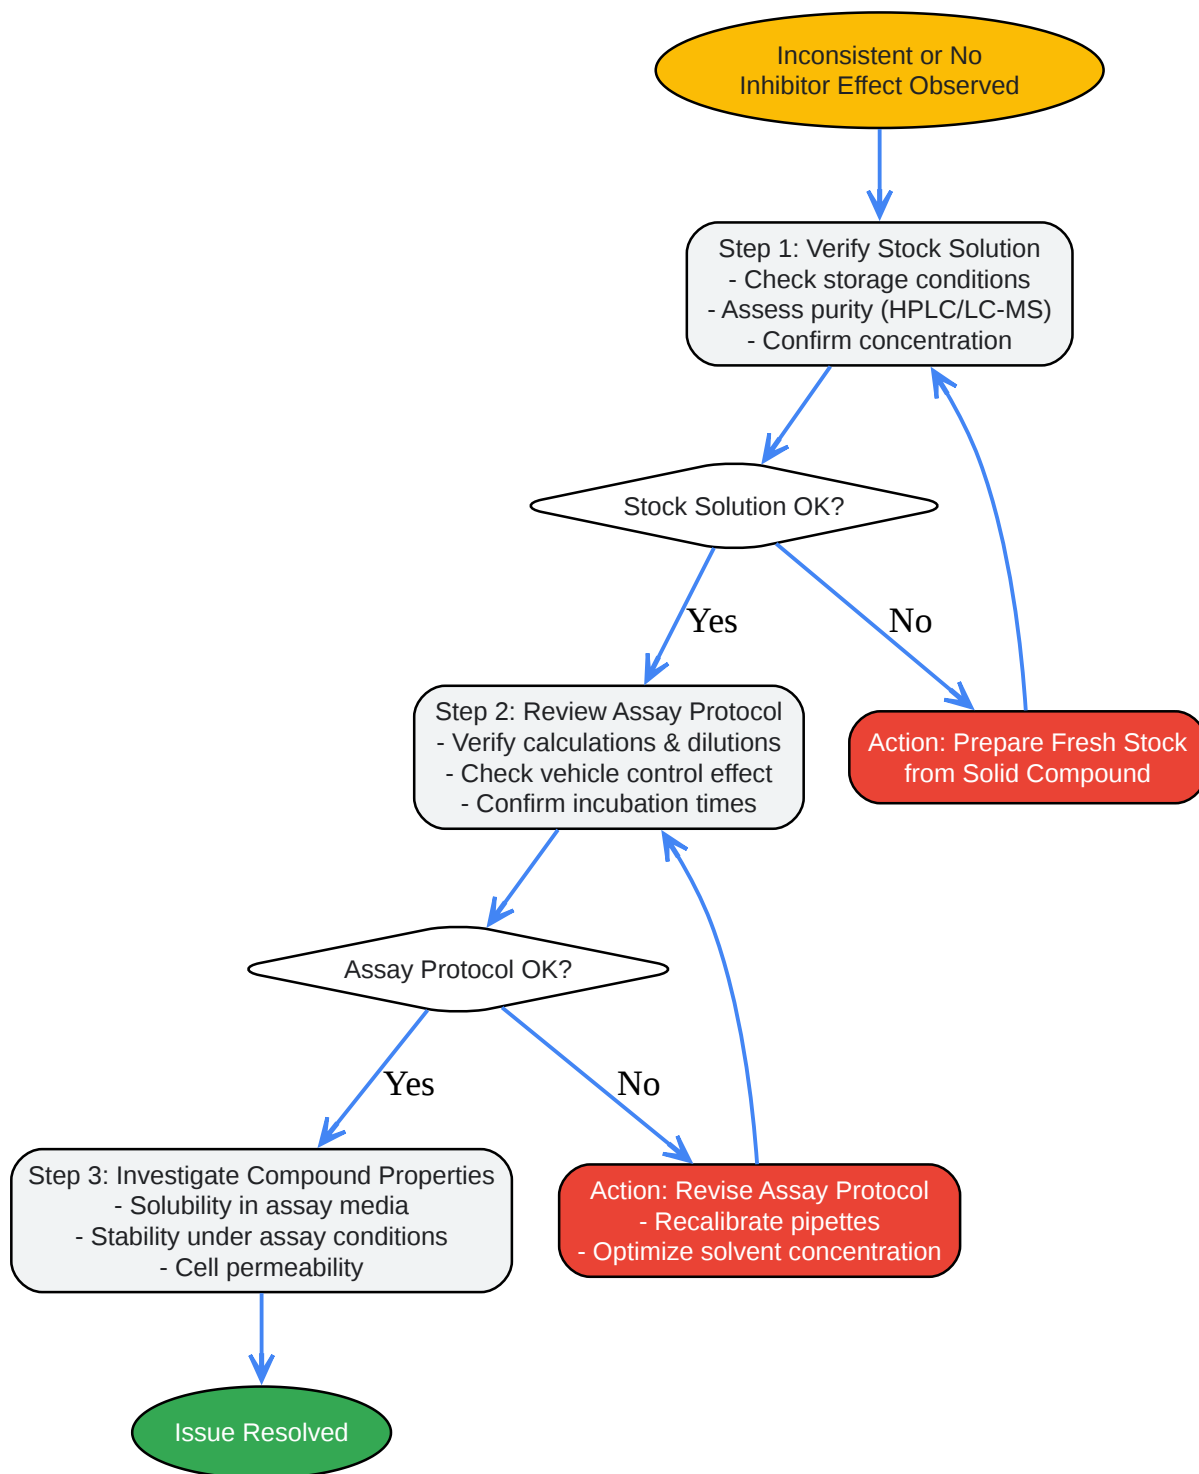 Inconsistent or No
Inhibitor Effect Observed
Step 1: Verify Stock Solution
- Check storage conditions
- Assess purity (HPLC/LC-MS)
- Confirm concentration
Stock Solution OK?
Yes
No
Step 2: Review Assay Protocol
- Verify calculations & dilutions
- Check vehicle control effect
- Confirm incubation times
Action: Prepare Fresh Stock
from Solid Compound
Assay Protocol OK?
Yes
No
Step 3: Investigate Compound Properties
- Solubility in assay media
- Stability under assay conditions
- Cell permeability
Action: Revise Assay Protocol
- Recalibrate pipettes
- Optimize solvent concentration
Issue Resolved